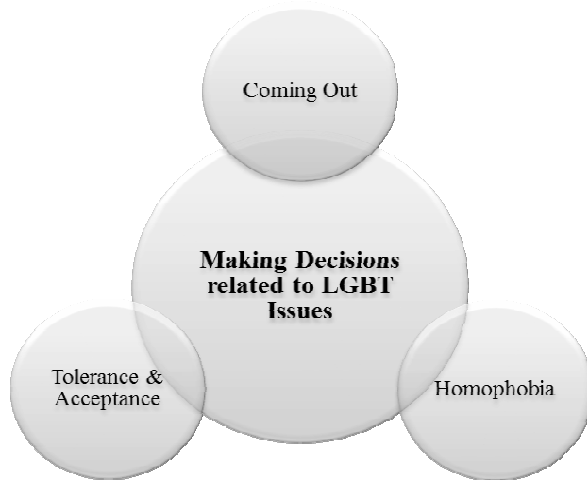 Coming Out
Making Decisions
related to LGBT
Issues
Tolerance &
Acceptance
Homophobia